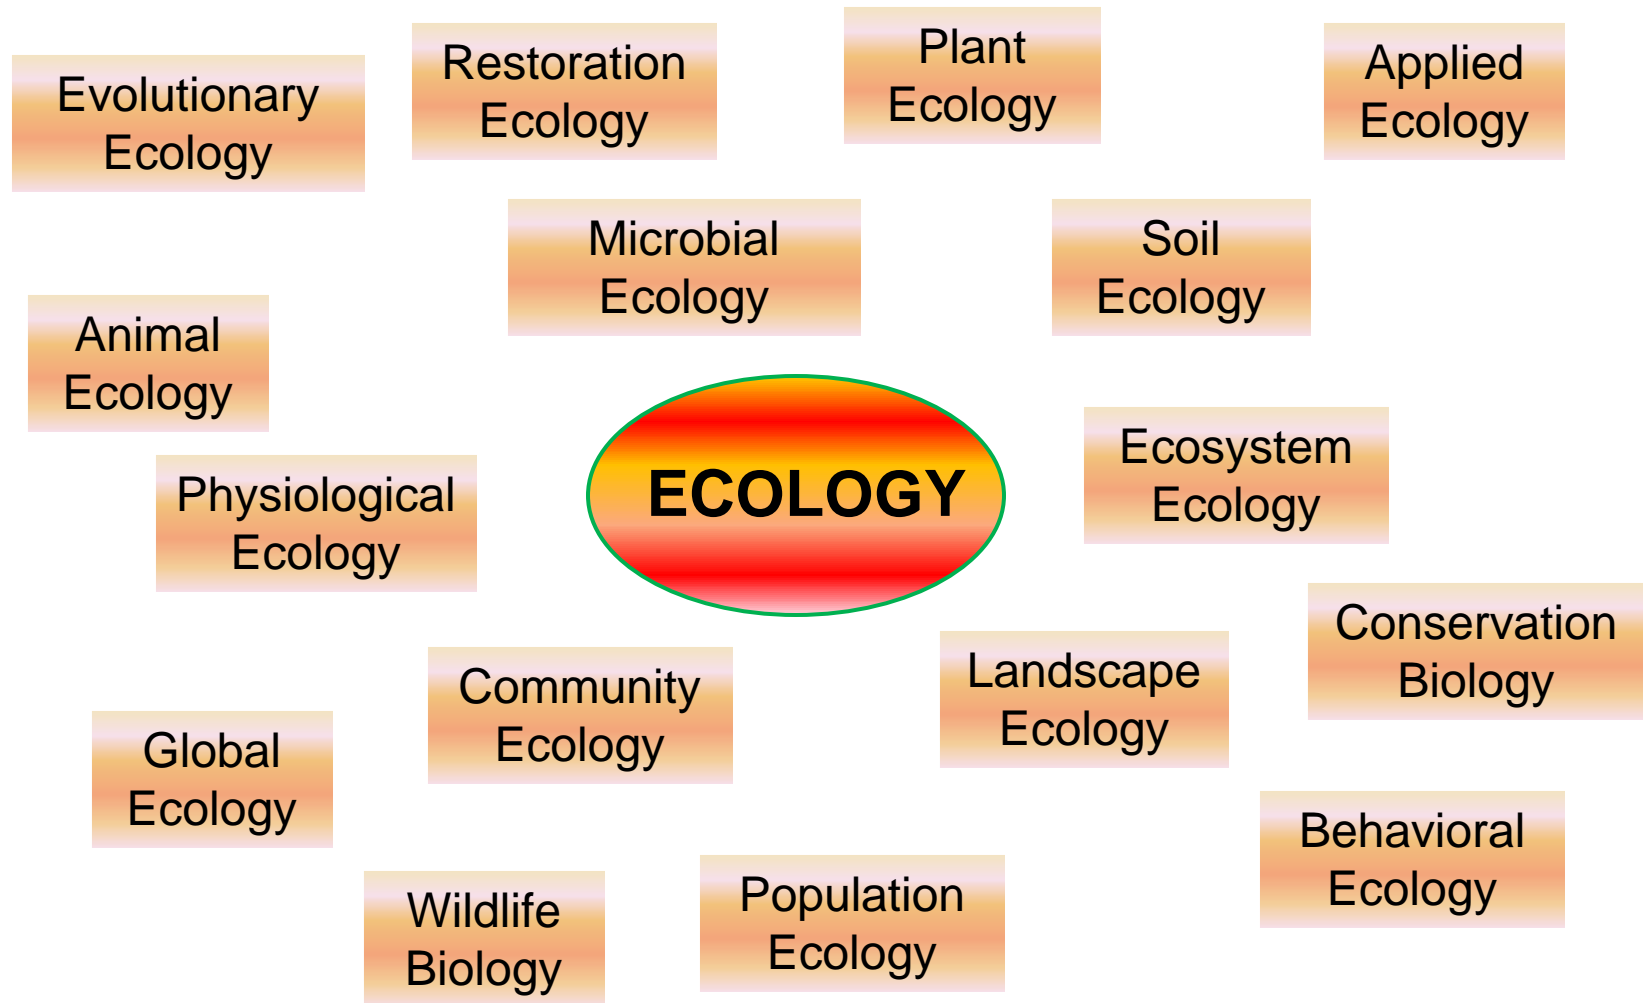 Evolutionary
Ecology
Restoration
Ecology
Plant
Ecology
Applied
Ecology
Microbial
Ecology
Soil
Ecology
Animal
Ecology
ECOLOGY
Ecosystem
Ecology
Physiological
Ecology
Conservation
Biology
Community
Ecology
Landscape
Ecology
Global
Ecology
Behavioral
Ecology
Wildlife
Biology
Population
Ecology